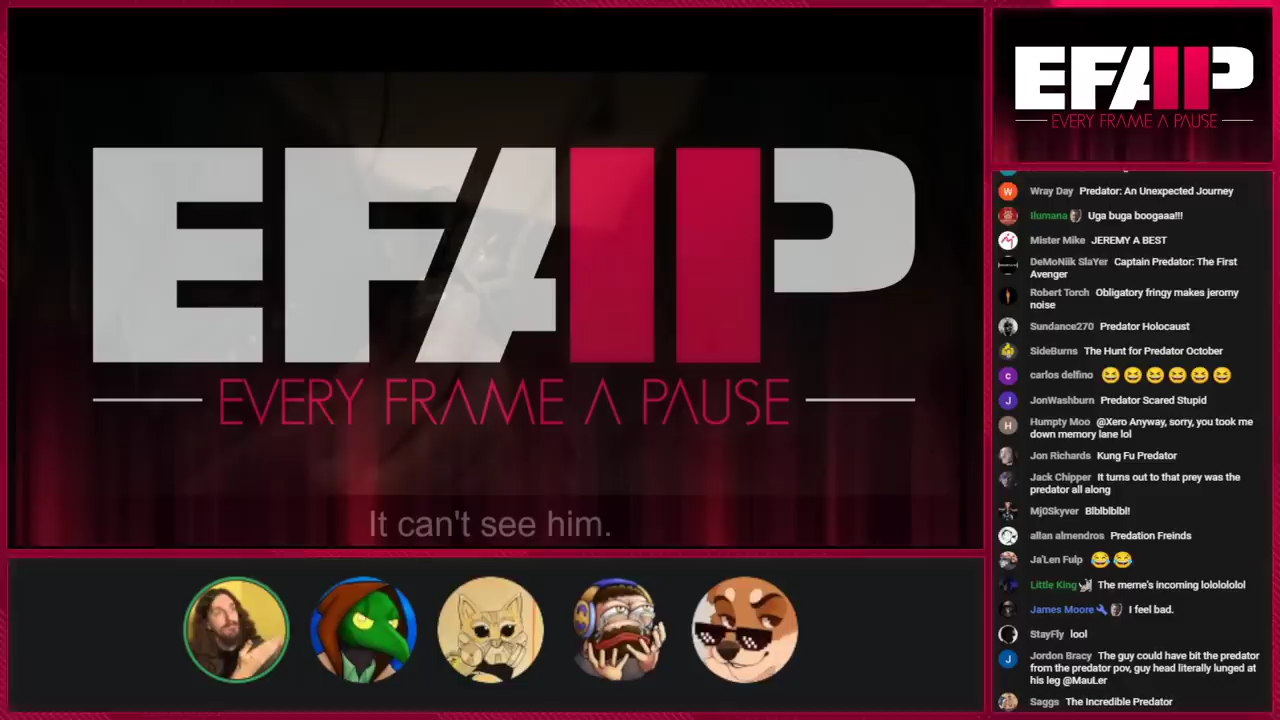 EFAP
EVERY FRAME A PAUSE
It can't see him.
EFAP
EVERY FRAME A PAUSE
Wray Day Predator: An Unexpected Journey
Ilumana Uga buga boogaaa!!!
Mister Mike JEREMY A BEST
DeMoNiik SlaYer Captain Predator: The First
Avenger
Robert Torch Obligatory fringy makes jeromy
noise
Sundance270 Predator Holocaust
SideBurns The Hunt for Predator October
carlos delfino 😆😆😆😆😆😆
JonWashburn Predator Scared Stupid
Humpty Moo @Xero Anyway, sorry, you took me
down memory lane lol
Jon Richards Kung Fu Predator
Jack Chipper It turns out to that prey was the
predator all along
Mj0Skyver Blblblblbl!
allan almendros Predation Freinds
Ja'Len Fulp 😂😂
Little King The meme's incoming lolololol
James Moore I feel bad.
StayFly lool
Jordon Bracy The guy could have bit the predator
from the predator pov, guy head literally lunged at
his leg @MauLer
Saggs The Incredible Predator